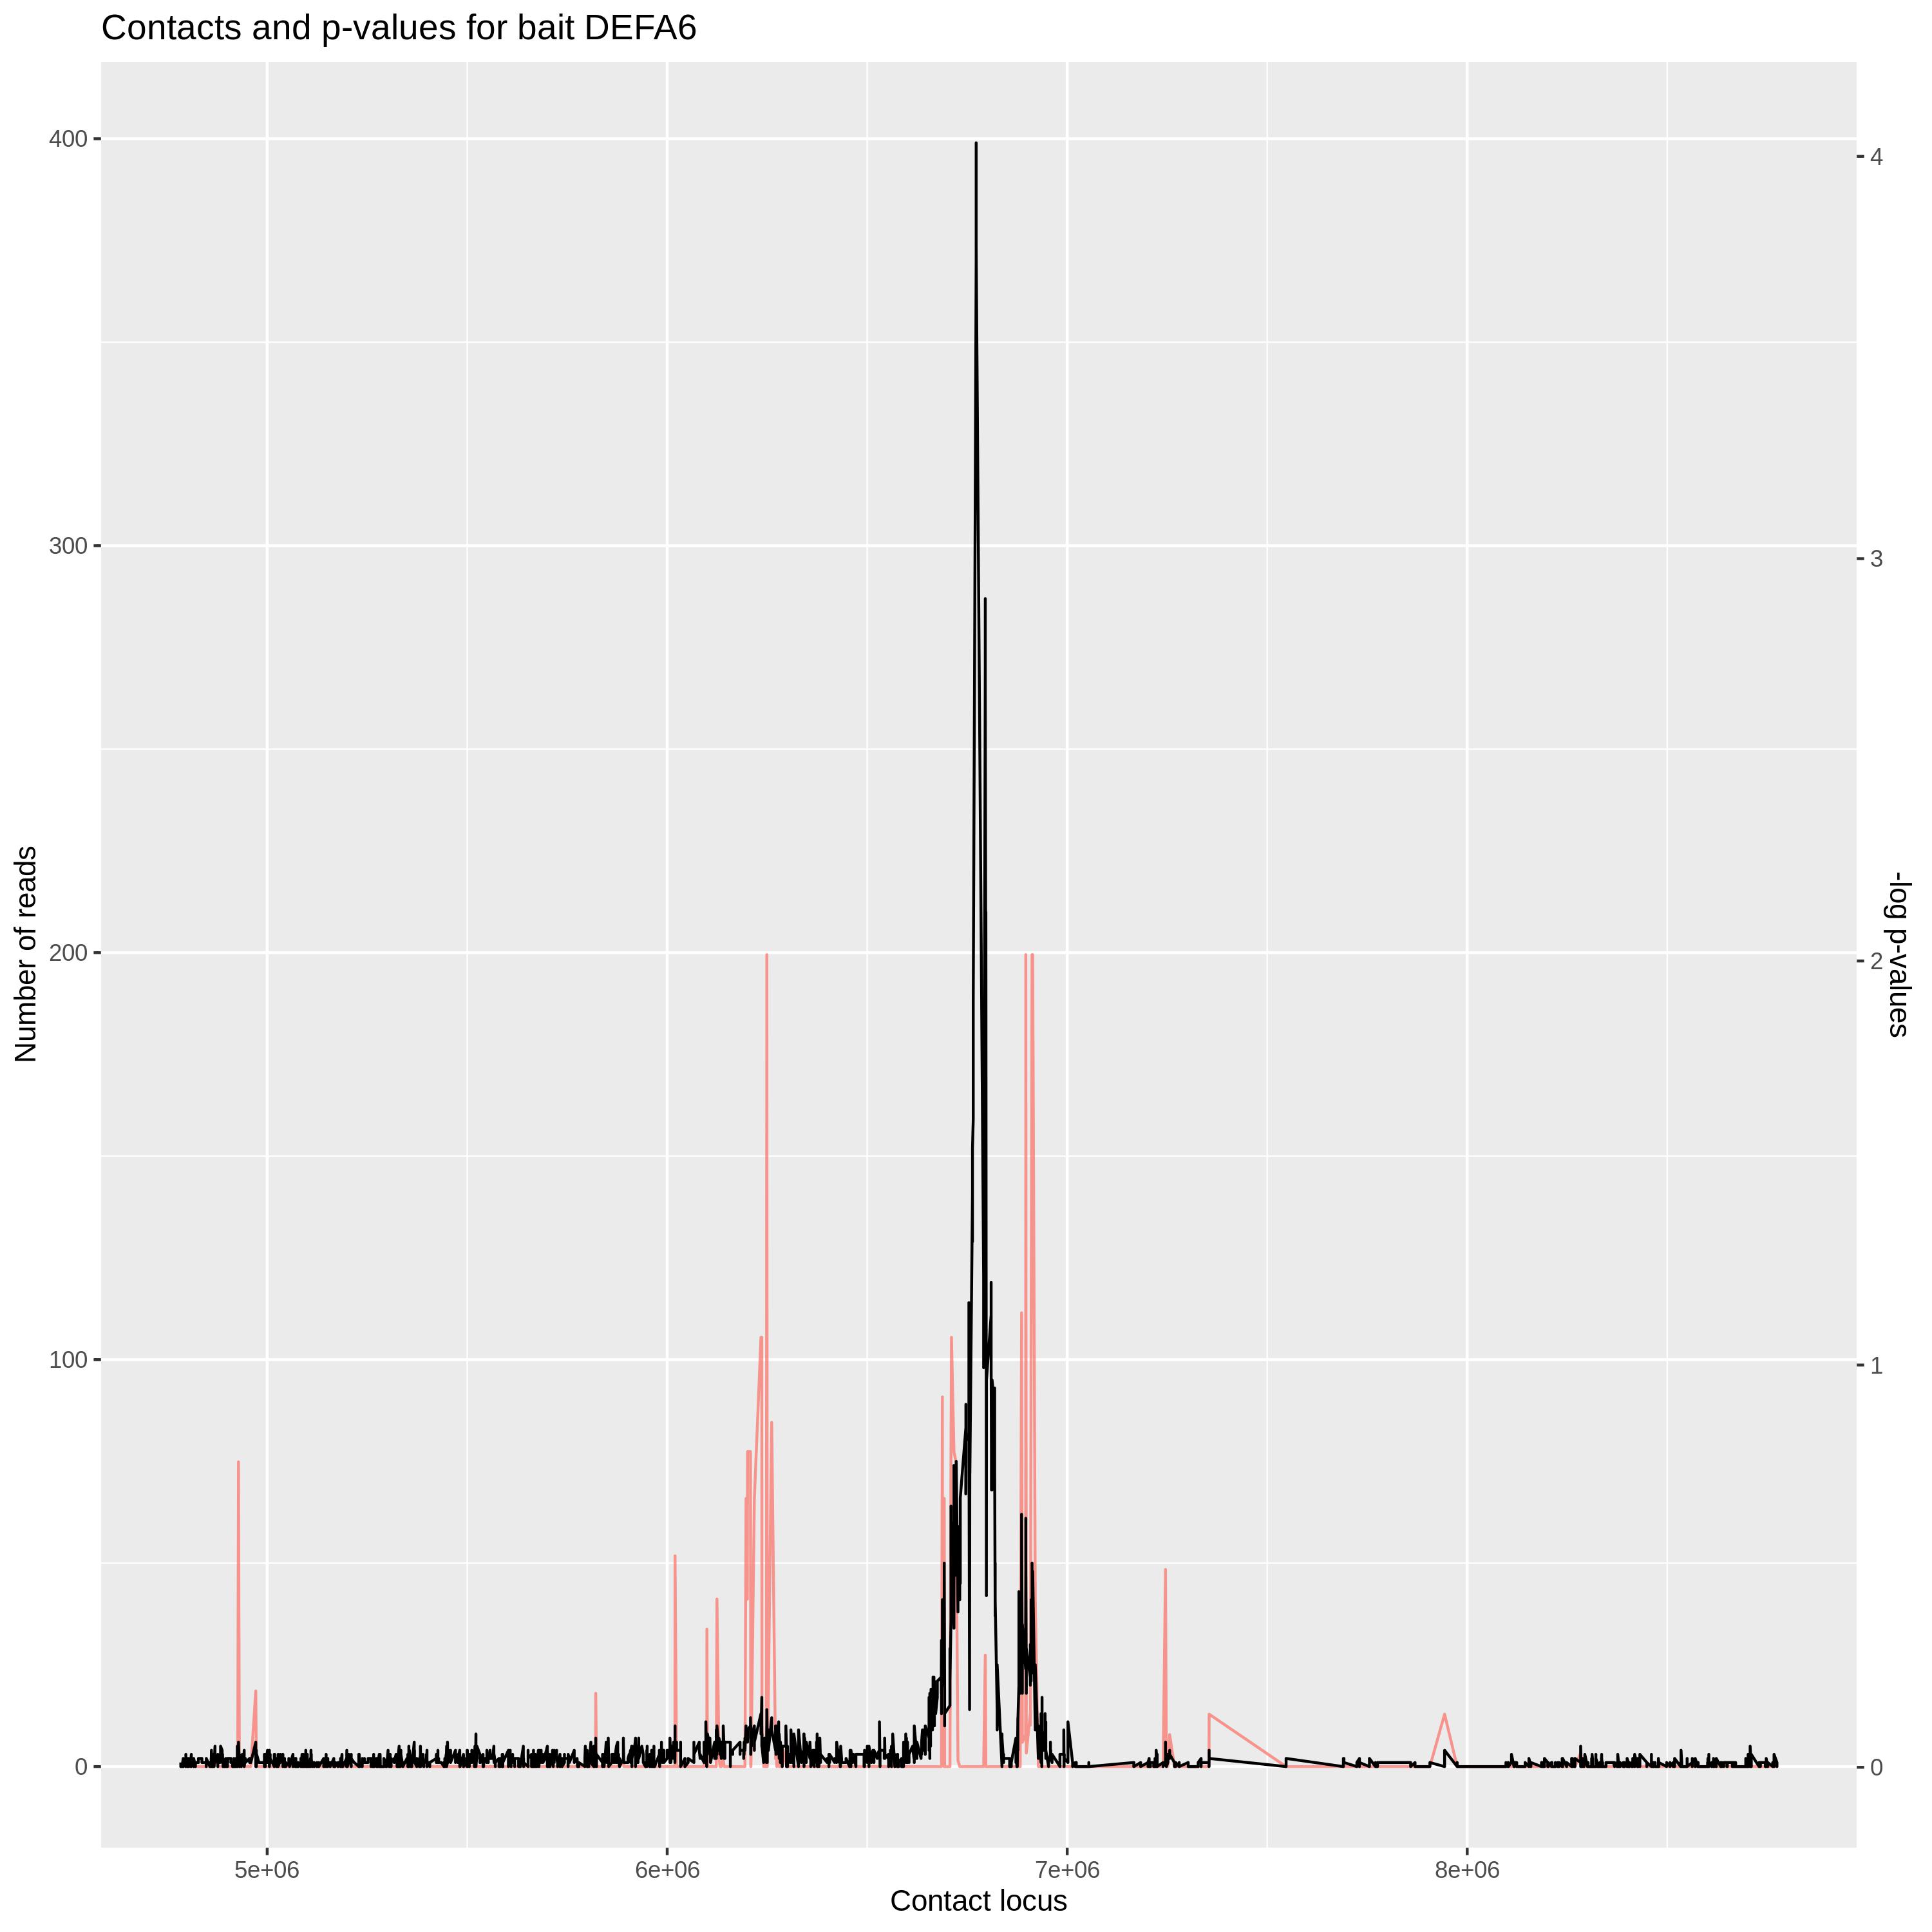 Contacts and p-values for bait DEFA6
400
300
200
100
0
Number of reads
4
3
2
1
0
-log p-values
5e+06
6e+06
7e+06
8e+06
Contact locus